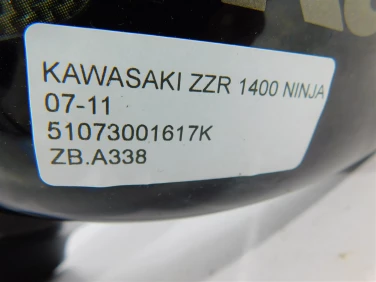 KAWASAKI ZZR 1400 NINJA
07-11
51073001617K
ZB.A338